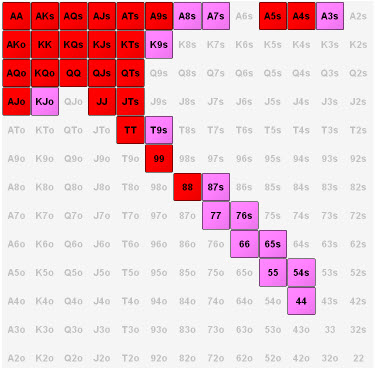 AA AKs AQs AJs ATs A9s A8s A7s A6s A5s A4s A3s A2s
AKo KK KQs KJs KTs K9s K8s K7s K6s K5s K4s K3s K2s
AQo KQo QQ QJs QTs Q9s Q8s Q7s Q6s Q5s Q4s Q3s Q2s
AJo KJo QJo JJ JTs J9s J8s J7s J6s J5s J4s J3s J2s
ATo KTo QTo JTo TT T9s T8s T7s T6s T5s T4s T3s T2s
A9o K9o Q9o J9o T9o 99 98s 97s 96s 95s 94s 93s 92s
A8o K8o Q8o J8o T8o 98o 88 87s 86s 85s 84s 83s 82s
A7o K7o Q7o J7o T7o 97o 87o 77 76s 75s 74s 73s 72s
A6o K6o Q6o J6o T6o 96o 86o 76o 66 65s 64s 63s 62s
A5o K5o Q5o J5o T5o 95o 85o 75o 65o 55 54s 53s 52s
A4o K4o Q4o J4o T4o 94o 84o 74o 64o 54o 44 43s 42s
A3o K3o Q3o J3o T3o 93o 83o 73o 63o 53o 43o 33 32s
A2o K2o Q2o J2o T2o 92o 82o 72o 62o 52o 42o 32o 22